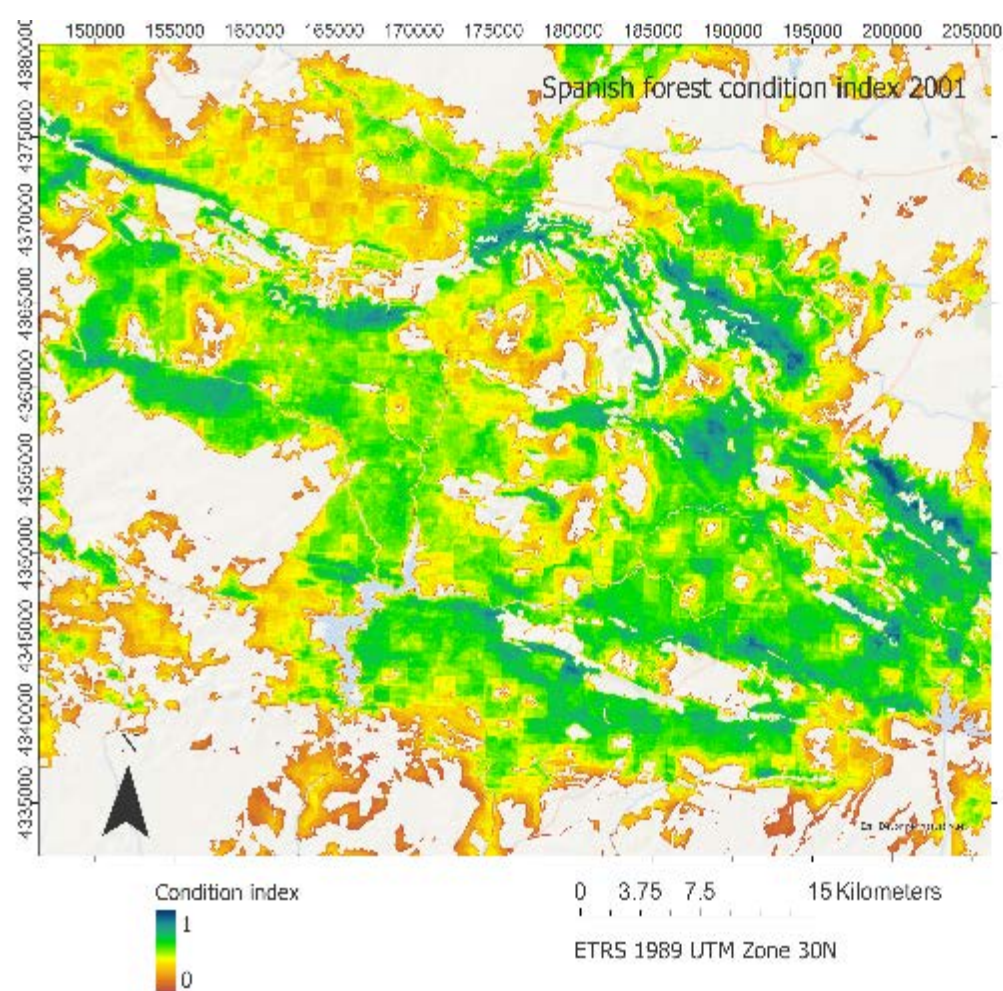 150000 155000 160000 165000 170000 175000 180000 185000 190000 195000 200000 205000
Spanish forest condition index 2001
4380000
4375000
4370000
4365000
4360000
4355000
4350000
4345000
4340000
4335000
N
Condition index
1
0
0 3.75 7.5 15 Kilometers
ETRS 1989 UTM Zone 30N